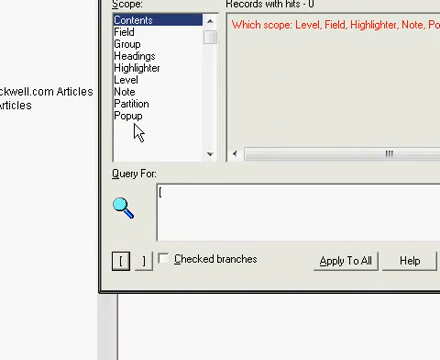 Scope:
Records with hits - 0
Contents
Field
Group
Headings
Highlighter
Level
Note
Partition
Popup
Which scope: Level, Field, Highlighter, Note, Po
ckwell.com Articles
Articles
Query For:
[
[ ]
Checked branches
Apply To All
Help